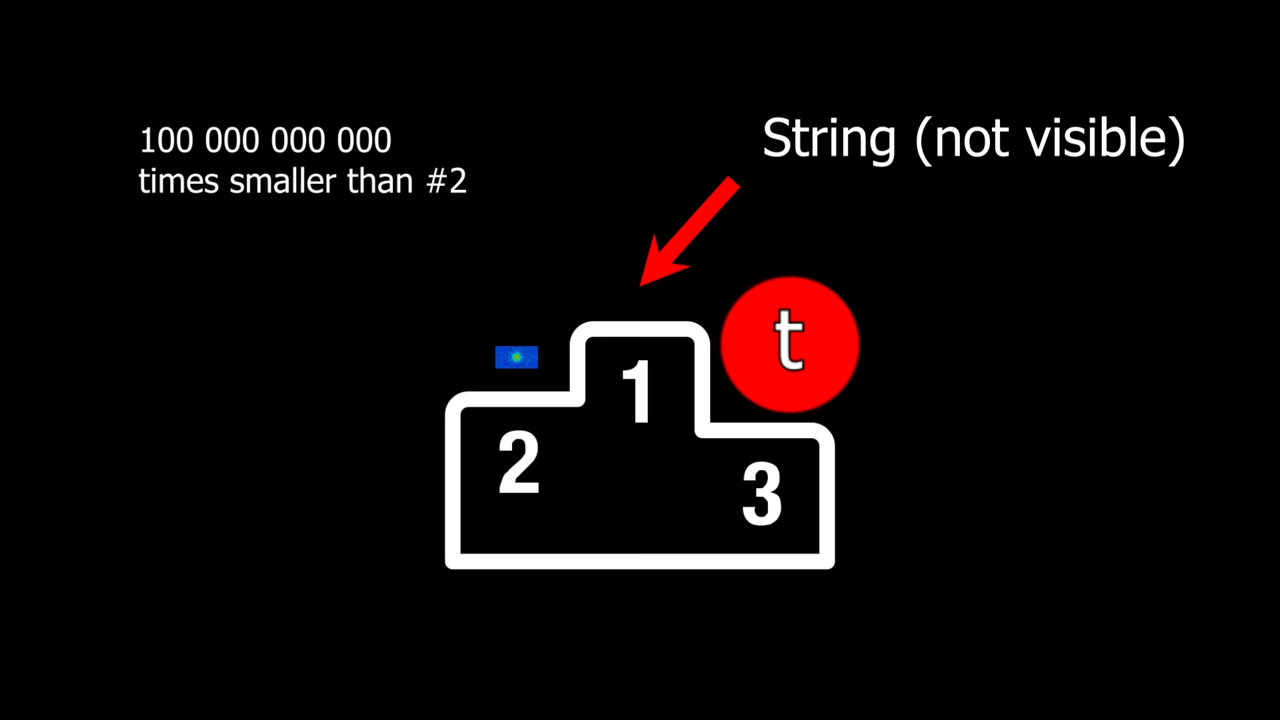 100 000 000 000
times smaller than #2
String (not visible)
t
1
2
3